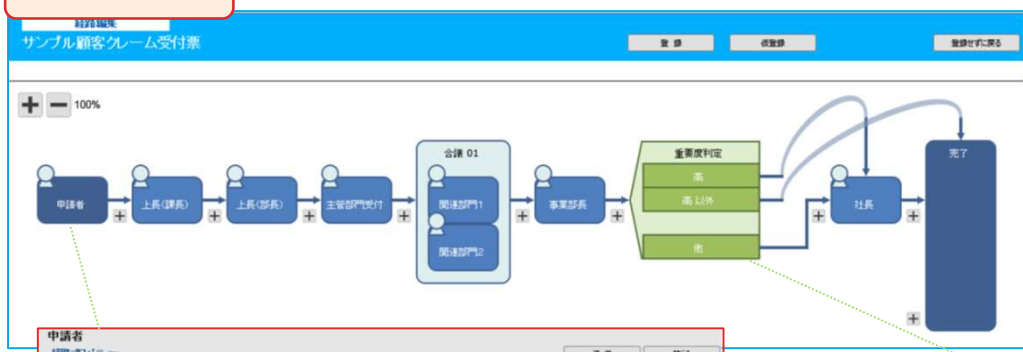 経路編集
サンプル顧客クレーム受付票
登 録
仮登録
登録せずに戻る
100%
申請者
上長(課長)
上長(部長)
主管部門受付
合議 01
関連部門1
関連部門2
事業部長
重要度判定
高
高 以外
他
社長
完了
申請者